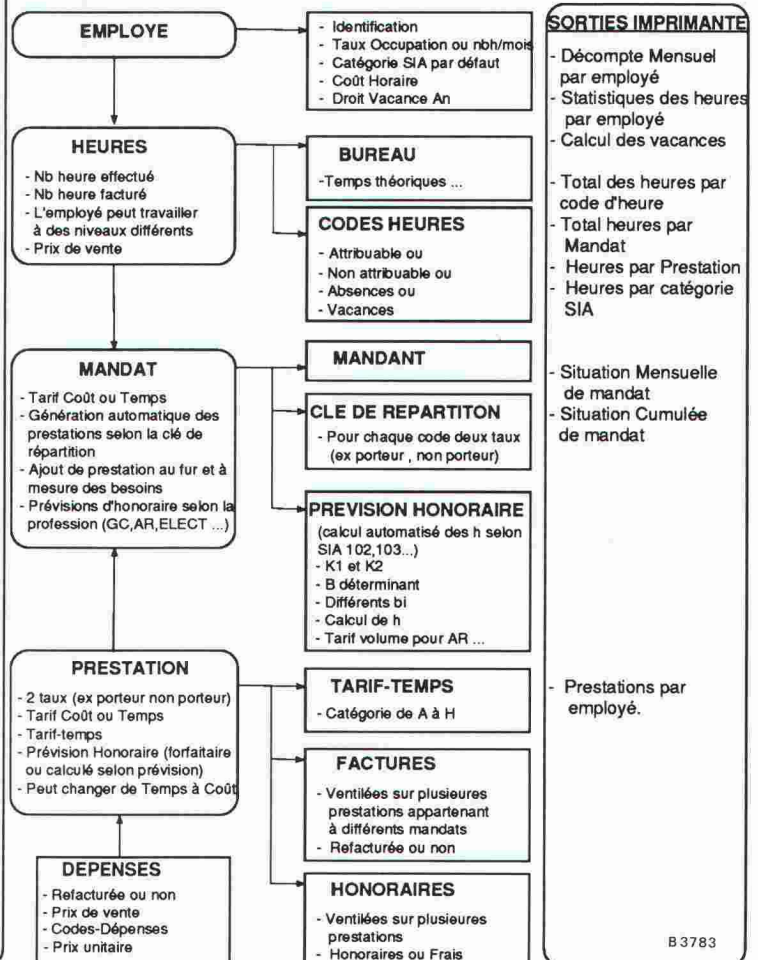 EMPLOYE
- Identification
- Taux Occupation ou nbh/mois
- Catégorie SIA par défaut
- Coût Horaire
- Droit Vacance An
HEURES
- Nb heure effectué
- Nb heure facturé
- L'employé peut travailler
à des niveaux différents
- Prix de vente
BUREAU
-Temps théoriques ...
CODES HEURES
- Attribuable ou
- Non attribuable ou
- Absences ou
- Vacances
MANDAT
- Tarif Coût ou Temps
- Génération automatique des
prestations selon la clé de
répartition
- Ajout de prestation au fur et à
mesure des besoins
- Prévisions d'honoraire selon la
profession (GC,AR,ELECT ...)
MANDANT
CLE DE REPARTITON
- Pour chaque code deux taux
(ex porteur , non porteur)
PREVISION HONORAIRE
(calcul automatisé des h selon
SIA 102,103...)
- K1 et K2
- B déterminant
- Différents bi
- Calcul de h
- Tarif volume pour AR ...
PRESTATION
- 2 taux (ex porteur non porteur)
- Tarif Coût ou Temps
- Tarif-temps
- Prévision Honoraire (forfaitaire
ou calculé selon prévision)
- Peut changer de Temps à Coût
TARIF-TEMPS
- Catégorie de A à H
FACTURES
- Ventilées sur plusieures
prestations appartenant
à différents mandats
- Refacturée ou non
DEPENSES
- Refacturée ou non
- Prix de vente
- Codes-Dépenses
- Prix unitaire
HONORAIRES
- Ventilées sur plusieures
prestations
- Honoraires ou Frais
SORTIES IMPRIMANTE
- Décompte Mensuel
par employé
- Statistiques des heures
par employé
- Calcul des vacances
- Total des heures par
code d'heure
- Total heures par
Mandat
- Heures par Prestation
- Heures par catégorie
SIA
- Situation Mensuelle
de mandat
- Situation Cumulée
de mandat
- Prestations par
employé.
B 3783